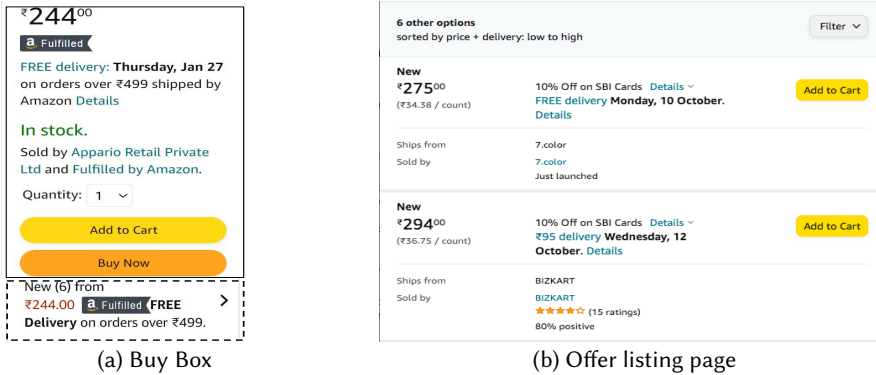 ₹24400
a Fulfilled
FREE delivery: Thursday, Jan 27
on orders over ₹499 shipped by
Amazon Details
In stock.
Sold by Appario Retail Private
Ltd and Fulfilled by Amazon.
Quantity: 1
Add to Cart
Buy Now
New (6) from
₹244.00 a Fulfilled FREE
Delivery on orders over ₹499.
(a) Buy Box
6 other options
sorted by price + delivery: low to high
Filter
New
₹27500
(₹34.38 / count)
10% Off on SBI Cards Details
FREE delivery Monday, 10 October.
Details
Add to Cart
Ships from 7.color
Sold by 7.color
Just launched
New
₹29400
(₹36.75 / count)
10% Off on SBI Cards Details
₹95 delivery Wednesday, 12
October. Details
Add to Cart
Ships from BIZKART
Sold by BIZKART
(15 ratings)
80% positive
(b) Offer listing page